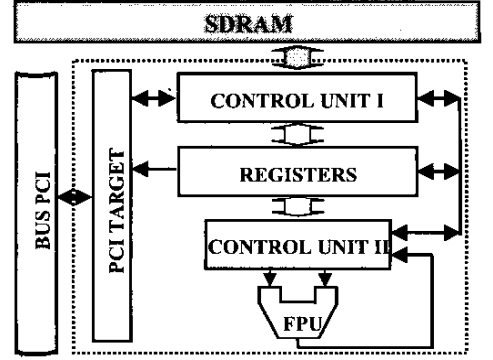 SDRAM
BUS PCI
PCI TARGET
CONTROL UNIT I
REGISTERS
CONTROL UNIT II
FPU